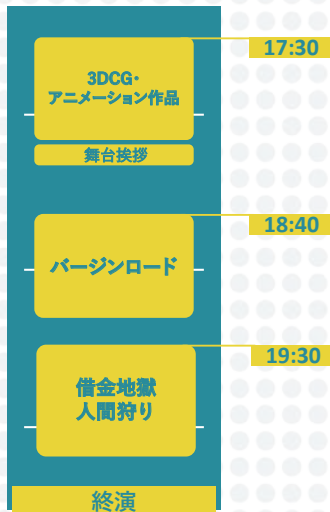 17:30
3DCG・
アニメーション作品
舞台挨拶
18:40
バージンロード
19:30
借金地獄
人間狩り
終演